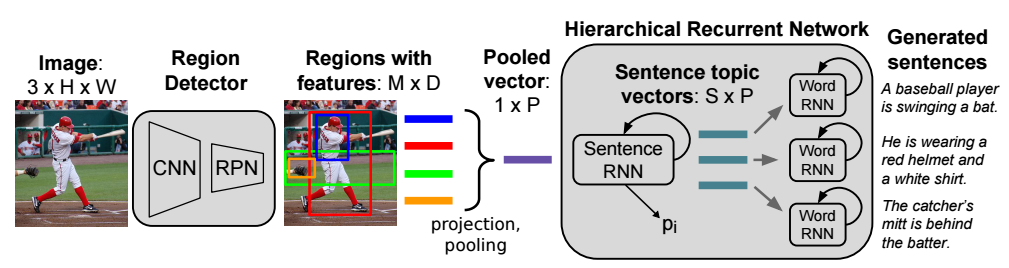 Image:
3 x H x W
Region
Detector
CNN
RPN
Regions with
features: M x D
projection,
pooling
Pooled
vector:
1 x P
Hierarchical Recurrent Network
Sentence
RNN
pi
Sentence topic
vectors: S x P
Word
RNN
Word
RNN
Word
RNN
Generated
sentences
A baseball player
is swinging a bat.
He is wearing a
red helmet and
a white shirt.
The catcher's
mitt is behind
the batter.